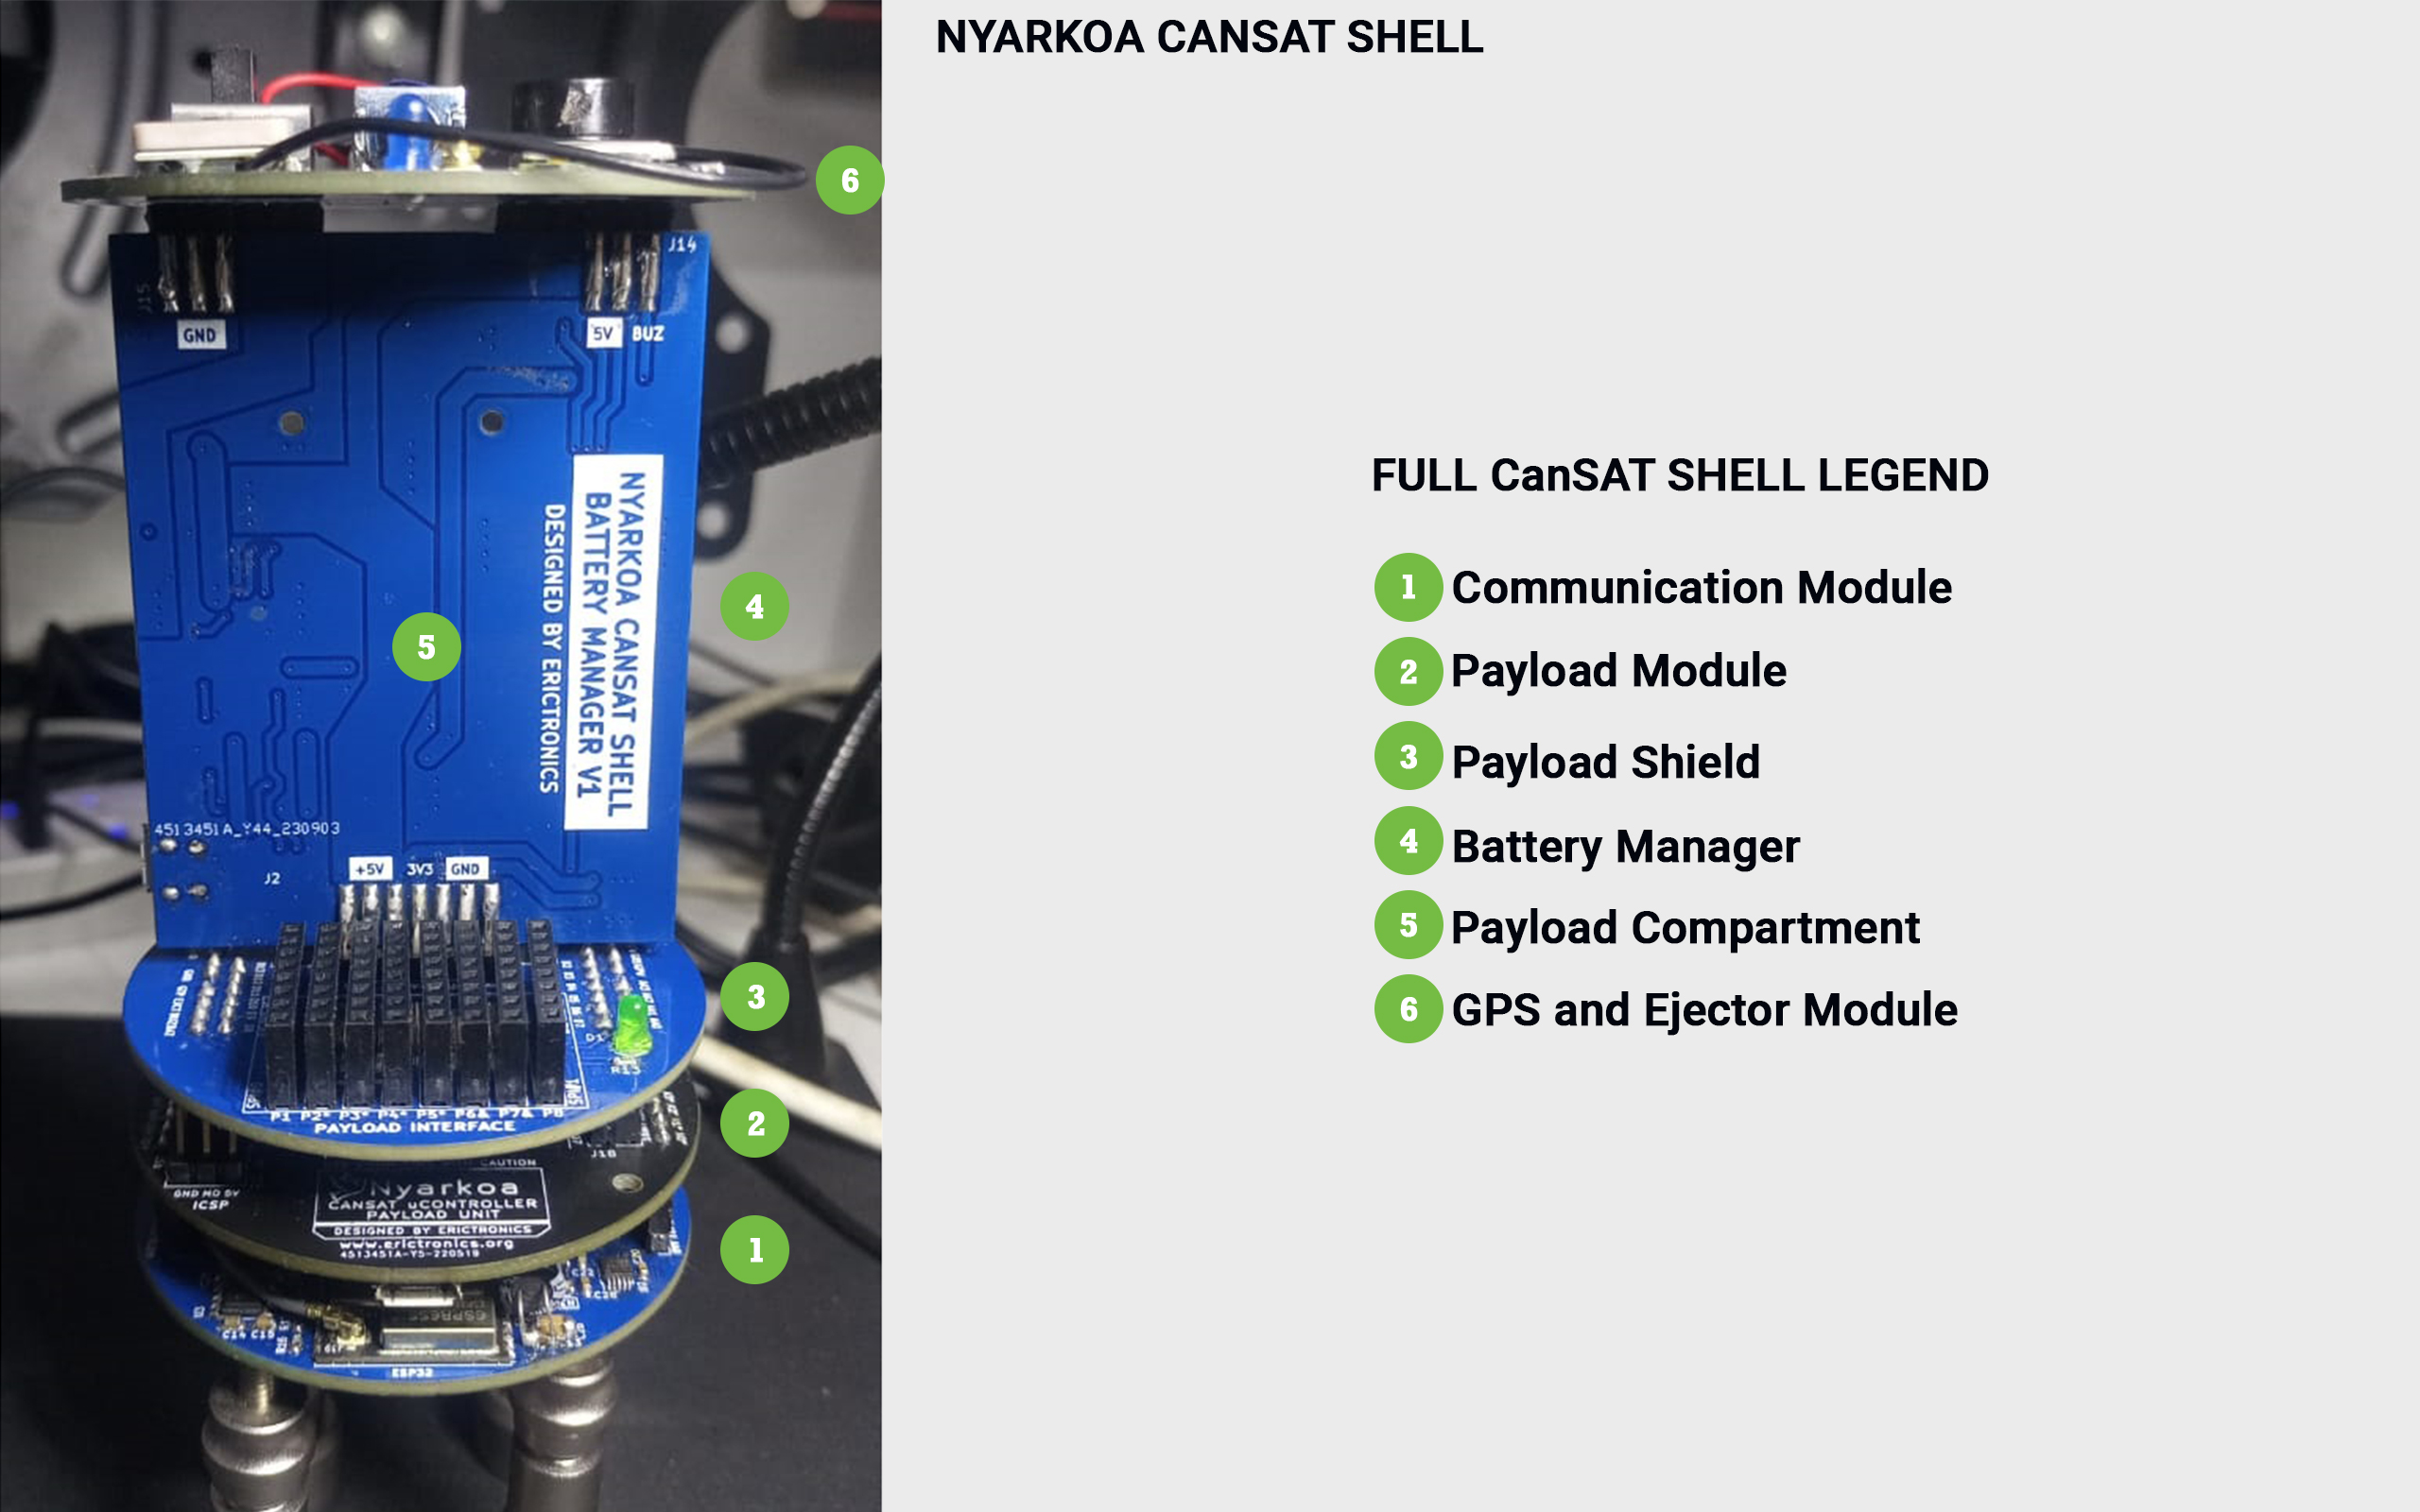 NYARKOA CANSAT SHELL
6
J14
J15
GND
5V BUZ
NYARKOA CANSAT SHELL
BATTERY MANAGER V1
DESIGNED BY ERICTRONICS
4
5
4513451A_Y44_230903
J2
+5V 3V3 GND
3
D1
P1 P2* P3* P4* P5* P6& P7& P8
PAYLOAD INTERFACE
2
J18
CAUTION
GND MO 5V
ICSP
Nyarkoa
CANSAT uCONTROLLER
PAYLOAD UNIT
DESIGNED BY ERICTRONICS
www.erictronics.org
4513451A-Y5-220519
1
C14 C15
ESP32
FULL CanSAT SHELL LEGEND
1 Communication Module
2 Payload Module
3 Payload Shield
4 Battery Manager
5 Payload Compartment
6 GPS and Ejector Module